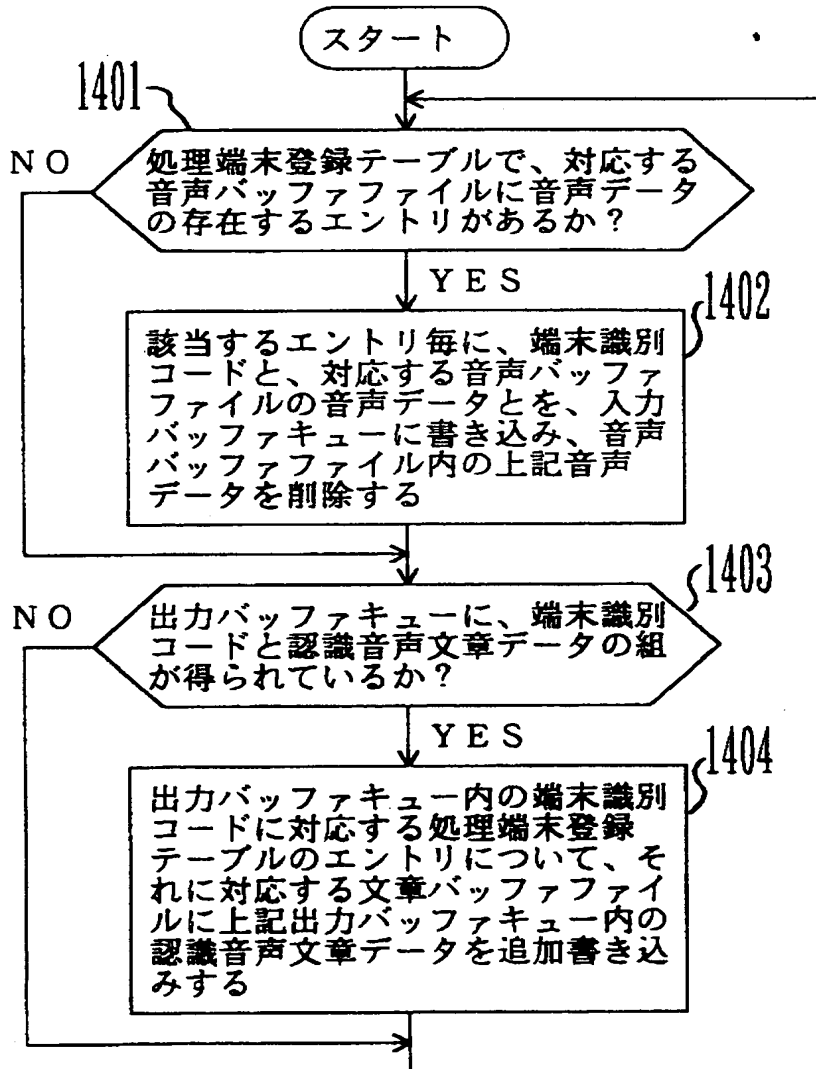 スタート
1401
NO
処理端末登録テーブルで、対応する
音声バッファファイルに音声データ
の存在するエントリがあるか？
YES
1402
該当するエントリ毎に、端末識別
コードと、対応する音声バッファ
ファイルの音声データとを、入力
バッファキューに書き込み、音声
バッファファイル内の上記音声
データを削除する
1403
NO
出力バッファキューに、端末識別
コードと認識音声文章データの組
が得られているか？
YES
1404
出力バッファキュー内の端末識別
コードに対応する処理端末登録
テーブルのエントリについて、そ
れに対応する文章バッファファイ
ルに上記出力バッファキュー内の
認識音声文章データを追加書き込
みする